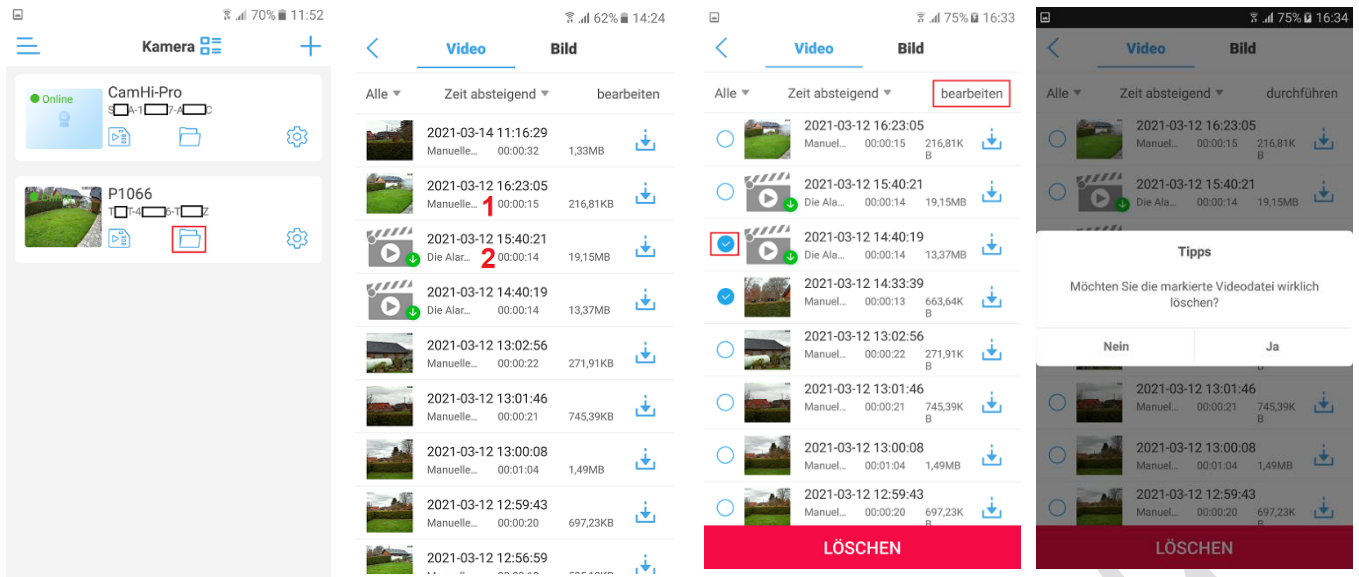 70% 11:52
Kamera
Online
CamHi-Pro
P1066
62% 14:24
Video Bild
Alle Zeit absteigend bearbeiten
2021-03-14 11:16:29
Manuelle... 00:00:32 1,33MB
2021-03-12 16:23:05
Manuelle... 1 00:00:15 216,81KB
2021-03-12 15:40:21
Die Alar... 2 00:00:14 19,15MB
2021-03-12 14:40:19
Die Alar... 00:00:14 13,37MB
2021-03-12 13:02:56
Manuelle... 00:00:22 271,91KB
2021-03-12 13:01:46
Manuelle... 00:00:21 745,39KB
2021-03-12 13:00:08
Manuelle... 00:01:04 1,49MB
2021-03-12 12:59:43
Manuelle... 00:00:20 697,23KB
2021-03-12 12:56:59
75% 16:33
Video Bild
Alle Zeit absteigend bearbeiten
2021-03-12 16:23:05
Manuel... 00:00:15 216,81K
B
2021-03-12 15:40:21
Die Ala... 00:00:14 19,15MB
2021-03-12 14:40:19
Die Ala... 00:00:14 13,37MB
2021-03-12 14:33:39
Manuel... 00:00:13 663,64K
B
2021-03-12 13:02:56
Manuel... 00:00:22 271,91K
B
2021-03-12 13:01:46
Manuel... 00:00:21 745,39K
B
2021-03-12 13:00:08
Manuel... 00:01:04 1,49MB
2021-03-12 12:59:43
Manuel... 00:00:20 697,23K
B
LÖSCHEN
75% 16:34
Video Bild
Alle Zeit absteigend durchführen
2021-03-12 16:23:05
Manuel... 00:00:15 216,81K
B
2021-03-12 15:40:21
Die Ala... 00:00:14 19,15MB
Tipps
Möchten Sie die markierte Videodatei wirklich
löschen?
Nein Ja
B
2021-03-12 13:01:46
Manuel... 00:00:21 745,39K
B
2021-03-12 13:00:08
Manuel... 00:01:04 1,49MB
2021-03-12 12:59:43
Manuel... 00:00:20 697,23K
B
LÖSCHEN